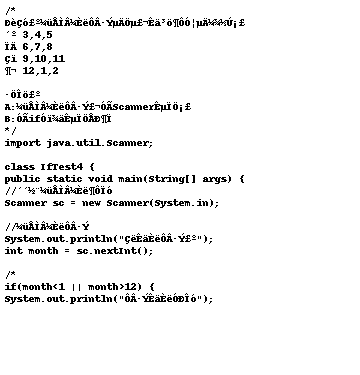 /*
ÐèÇó£º¼üÅÌÂ¼ÈëÔÂ·ÝµÄÖµ£¬Êä³ö¶ÔÓ¦µÄ¼¾½Ú¡£
´º 3,4,5
ÏÄ 6,7,8
Çï 9,10,11
¶¬ 12,1,2
·ÖÎö£º
A:¼üÅÌÂ¼ÈëÔÂ·Ý£¬ÓÃScannerÊµÏÖ¡£
B:ÓÃifÓï¾äÊµÏÖÅÐ¶Ï
*/
import java.util.Scanner;
class IfTest4 {
public static void main(String[] args) {
//´´½¨¼üÅÌÂ¼Èë¶ÔÏó
Scanner sc = new Scanner(System.in);
//¼üÅÌÂ¼ÈëÔÂ·Ý
System.out.println("ÇëÊäÈëÔÂ·Ý£º");
int month = sc.nextInt();
/*
if(month<1 || month>12) {
System.out.println("ÔÂ·ÝÊäÈëÓÐÎó");